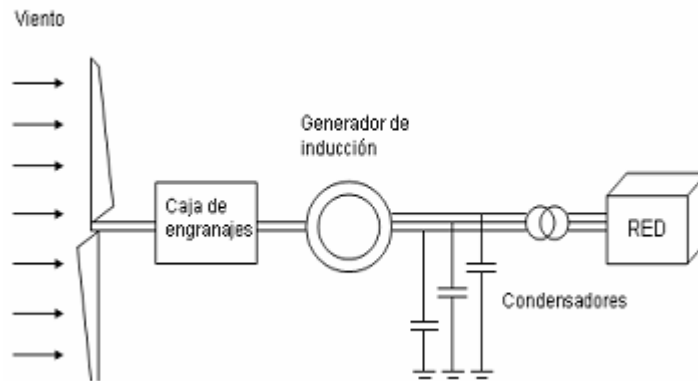 Viento
Generador de
inducción
Caja de
engranajes
RED
Condensadores